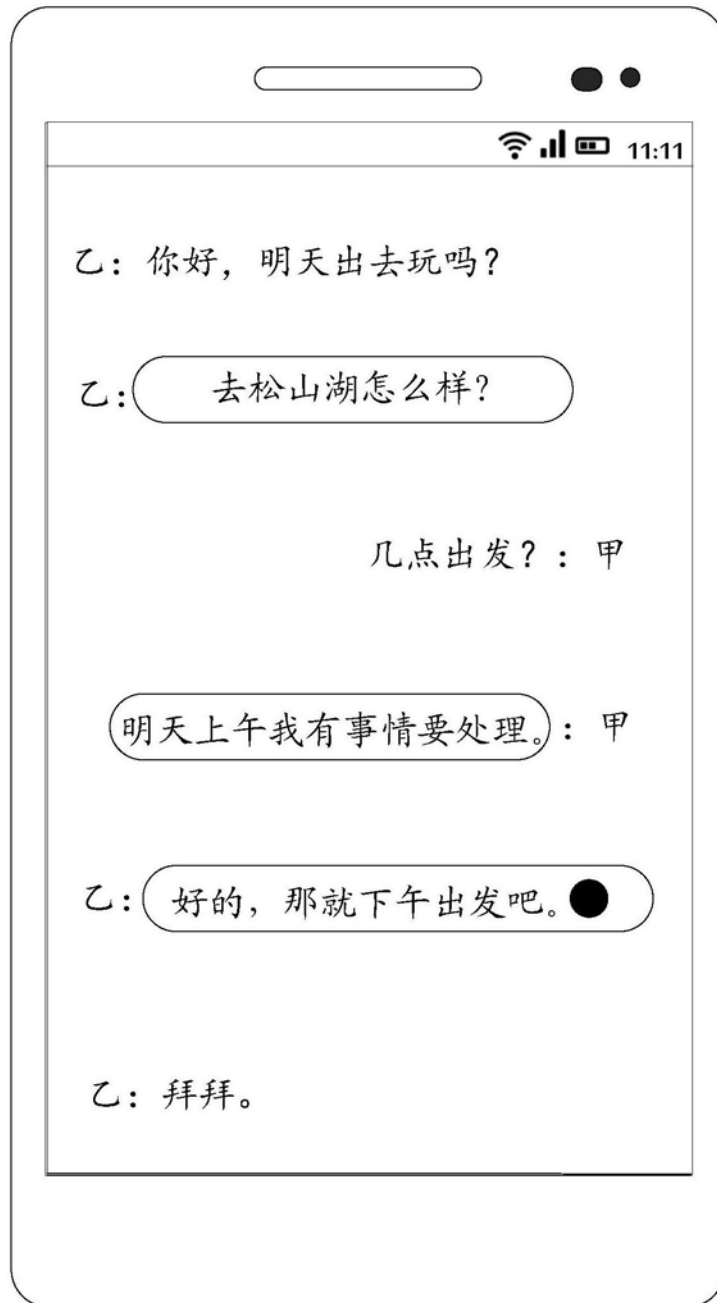 11:11
乙：你好，明天出去玩吗？
乙：去松山湖怎么样？
几点出发？：甲
明天上午我有事情要处理。：甲
乙：好的，那就下午出发吧。
乙：拜拜。